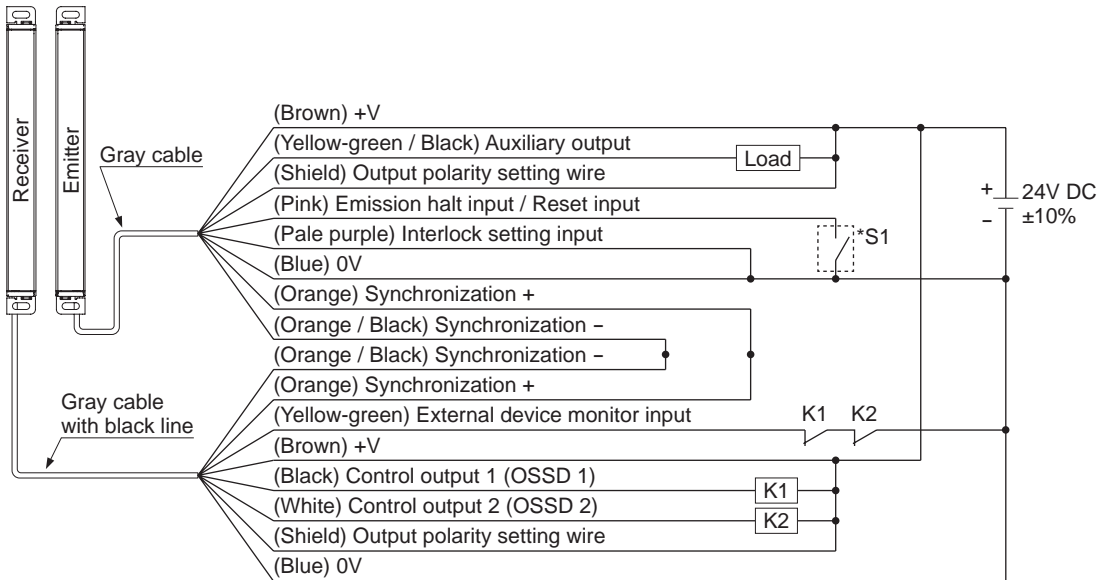 Receiver
Emitter
Gray cable
(Brown) +V
(Yellow-green / Black) Auxiliary output
Load
(Shield) Output polarity setting wire
(Pink) Emission halt input / Reset input
(Pale purple) Interlock setting input
*S1
(Blue) 0V
+
−
24V DC
±10%
(Orange) Synchronization +
(Orange / Black) Synchronization −
(Orange / Black) Synchronization −
(Orange) Synchronization +
Gray cable
with black line
(Yellow-green) External device monitor input
K1 K2
(Brown) +V
(Black) Control output 1 (OSSD 1)
K1
(White) Control output 2 (OSSD 2)
K2
(Shield) Output polarity setting wire
(Blue) 0V